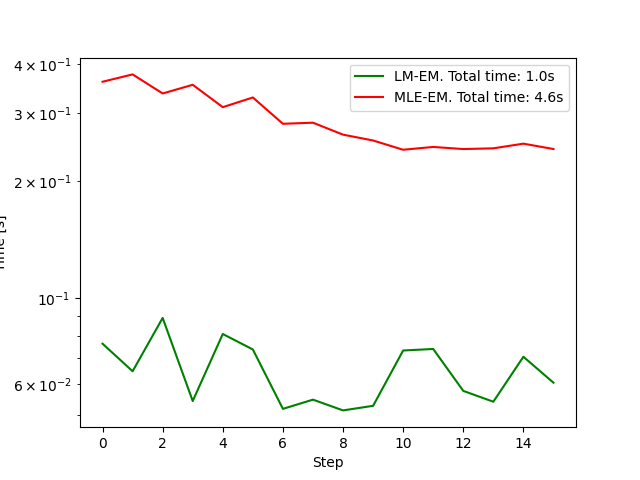 4 × 10⁻¹
3 × 10⁻¹
2 × 10⁻¹
10⁻¹
6 × 10⁻²
LM-EM. Total time: 1.0s
MLE-EM. Total time: 4.6s
0 2 4 6 8 10 12 14
Step